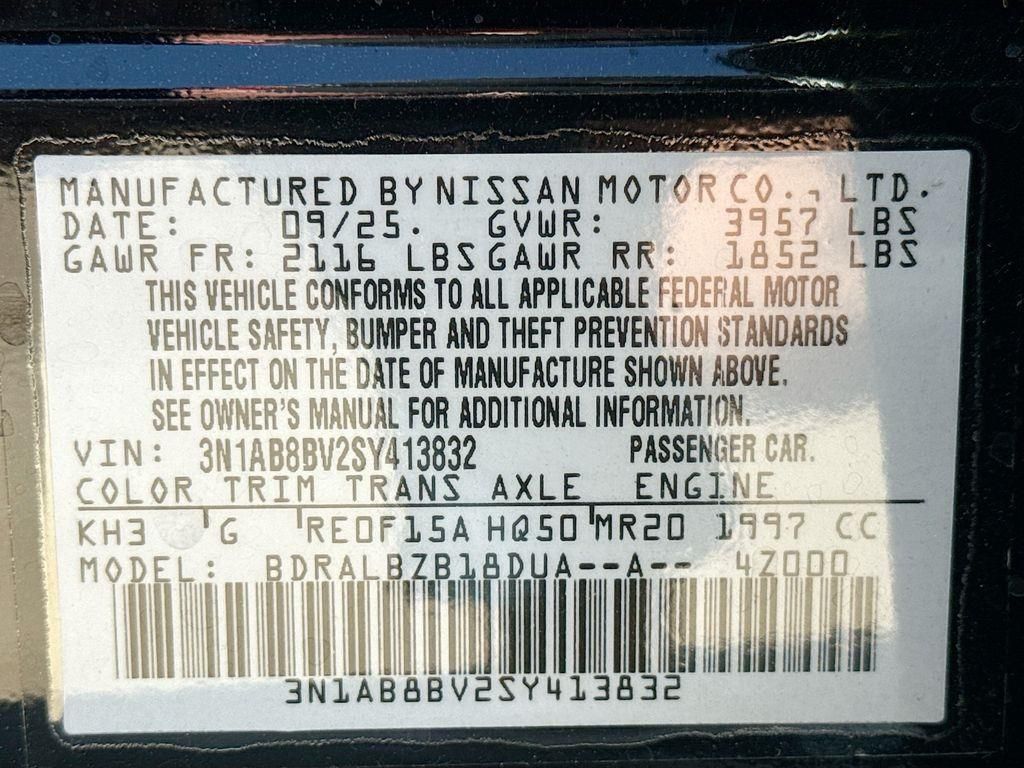 MANUFACTURED BY NISSAN MOTOR CO., LTD.
DATE: 09/25. GVWR: 3957 LBS
GAWR FR: 2116 LBS GAWR RR: 1852 LBS
THIS VEHICLE CONFORMS TO ALL APPLICABLE FEDERAL MOTOR
VEHICLE SAFETY, BUMPER AND THEFT PREVENTION STANDARDS
IN EFFECT ON THE DATE OF MANUFACTURE SHOWN ABOVE.
SEE OWNER'S MANUAL FOR ADDITIONAL INFORMATION.
VIN: 3N1AB8BV2SY413832 PASSENGER CAR.
COLOR TRIM TRANS AXLE ENGINE
KH3 G RE0F15A HQ50 MR20 1997 CC
MODEL: BDRALBZB18DUA--A-- 4Z000
3N1AB8BV2SY413832